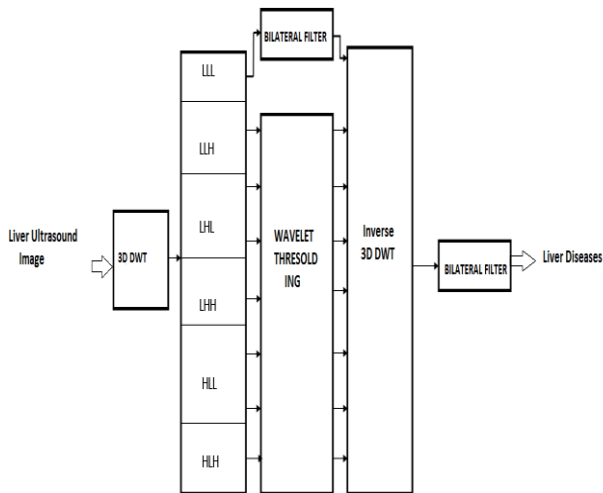 BILATERAL FILTER
LLL
LLH
LHL
LHH
HLL
HLH
Liver Ultrasound
Image
3D DWT
WAVELET
THRESOLD
ING
Inverse
3D DWT
BILATERAL FILTER
Liver Diseases